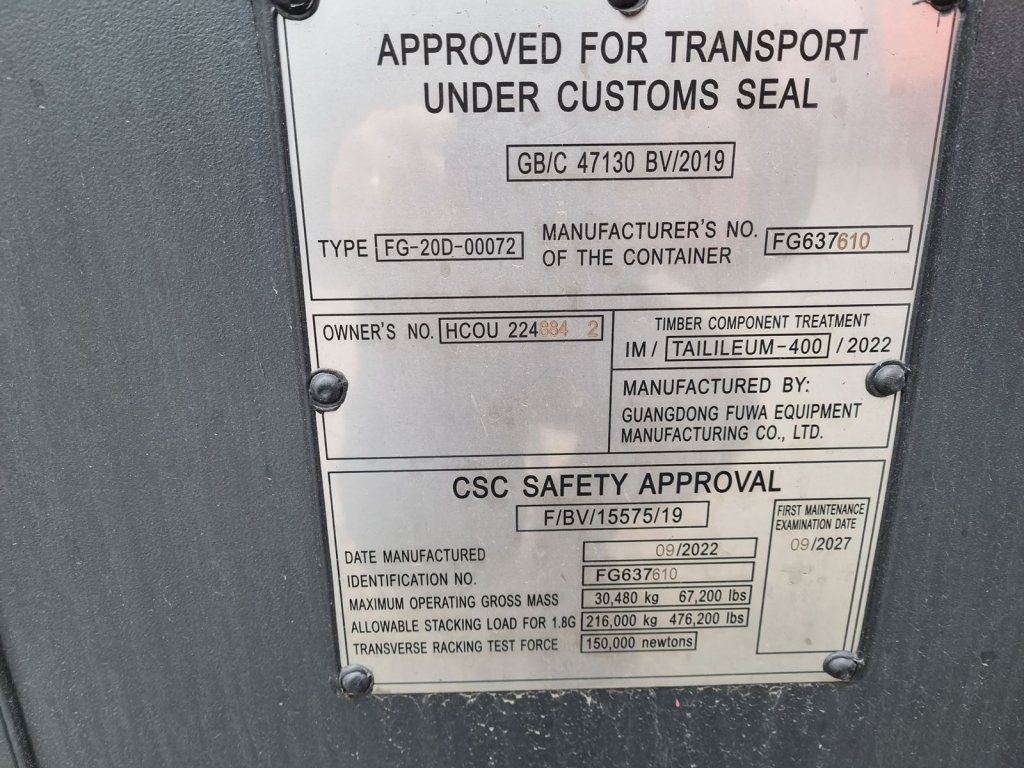 APPROVED FOR TRANSPORT
UNDER CUSTOMS SEAL
GB/C 47130 BV/2019
TYPE FG-20D-00072
MANUFACTURER'S NO.
OF THE CONTAINER
FG637610
OWNER'S NO. HCOU 224884 2
TIMBER COMPONENT TREATMENT
IM / TAILILEUM-400 / 2022
MANUFACTURED BY:
GUANGDONG FUWA EQUIPMENT
MANUFACTURING CO., LTD.
CSC SAFETY APPROVAL
F/BV/15575/19
FIRST MAINTENANCE
EXAMINATION DATE
09/2027
DATE MANUFACTURED 09/2022
IDENTIFICATION NO. FG637610
MAXIMUM OPERATING GROSS MASS 30,480 kg 67,200 lbs
ALLOWABLE STACKING LOAD FOR 1.8G 216,000 kg 476,200 lbs
TRANSVERSE RACKING TEST FORCE 150,000 newtons